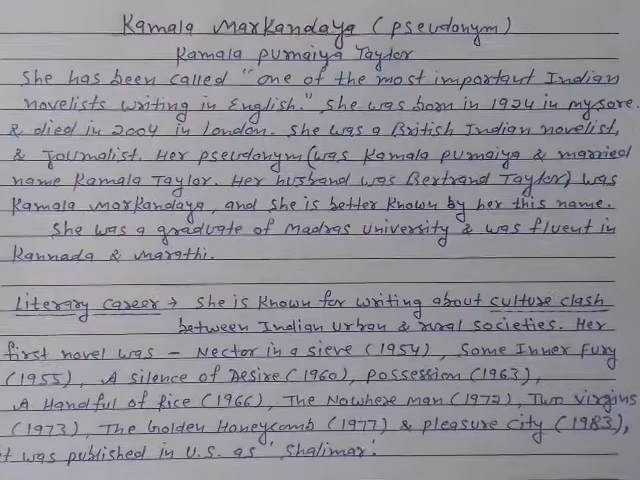 Kamala Markandaya (pseudonym)
Kamala Purnaiya Taylor
She has been called "one of the most important Indian
novelists writing in English." She was born in 1924 in mysore.
& died in 2004 in London. She was a British Indian novelist,
& Journalist. Her pseudonym (was Kamala purnaiya & married
name Kamala Taylor. Her husband was Bertrand Taylor) was
Kamala Markandaya, and she is better known by her this name.
She was a graduate of Madras University & was fluent in
Kannada & Marathi.
Literary career → She is known for writing about culture clash
between Indian urban & rural societies. Her
first novel was - Nector in a sieve (1954), Some Inner Fury
(1955), A silence of Desire (1960), possession (1963),
A Handful of Rice (1966), The Nowhere man (1972), Two virgins
(1973), The Golden Honeycomb (1977) & pleasure city (1983),
it was published in U.S. as "Shalimar'.